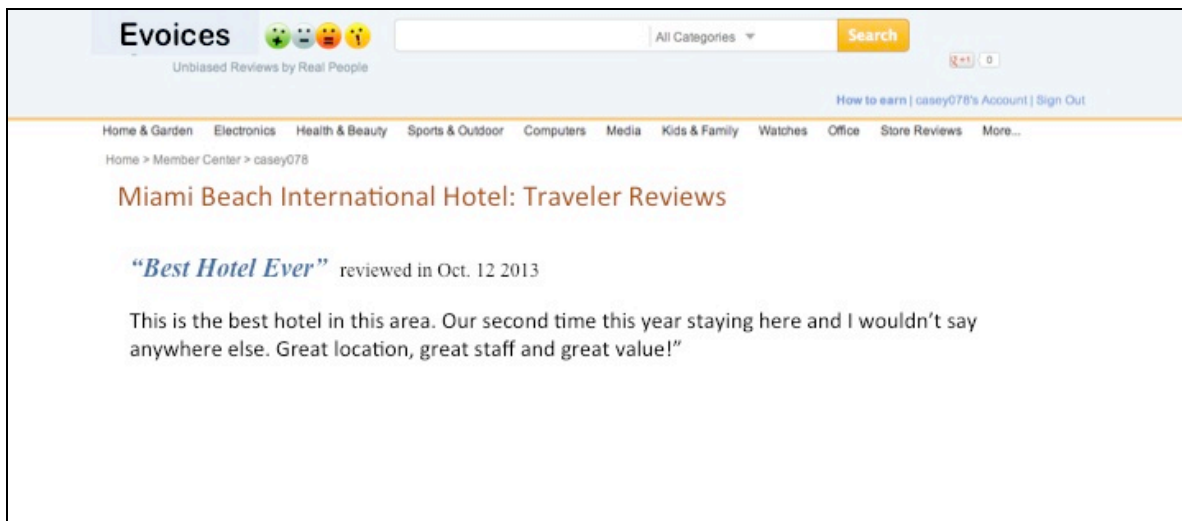 Evoices
All Categories
Search
Unbiased Reviews by Real People
+1 0
How to earn | casey078's Account | Sign Out
Home & Garden Electronics Health & Beauty Sports & Outdoor Computers Media Kids & Family Watches Office Store Reviews More...
Home > Member Center > casey078
Miami Beach International Hotel: Traveler Reviews
“Best Hotel Ever” reviewed in Oct. 12 2013
This is the best hotel in this area. Our second time this year staying here and I wouldn’t say
anywhere else. Great location, great staff and great value!”